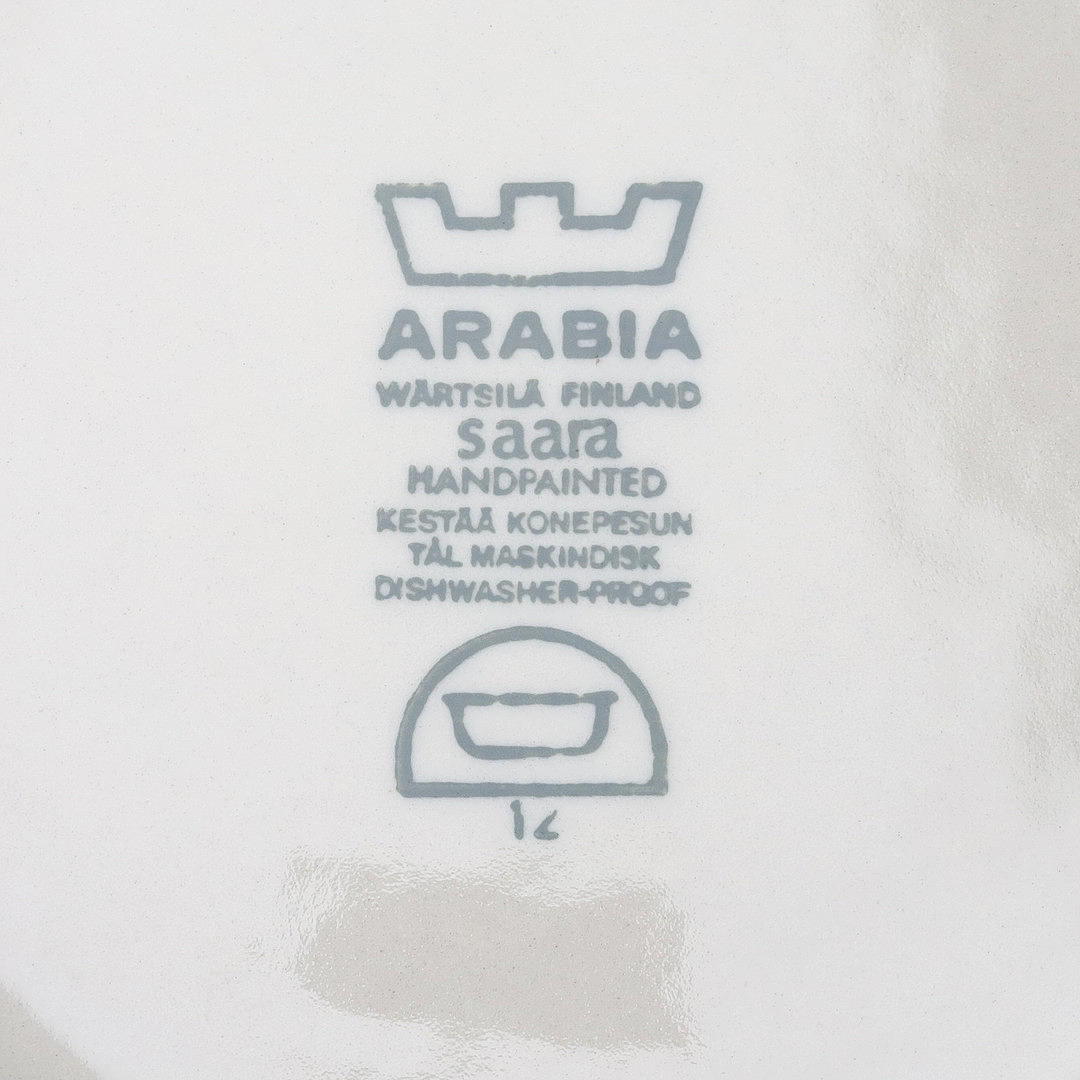 ARABIA
WÄRTSILÄ FINLAND
saara
HANDPAINTED
KESTÄÄ KONEPESUN
TÅL MASKINDISK
DISHWASHER-PROOF